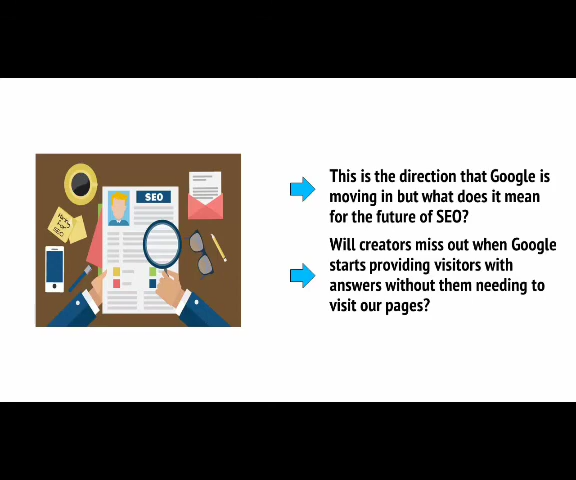 SEO
This is the direction that Google is
moving in but what does it mean
for the future of SEO?
Will creators miss out when Google
starts providing visitors with
answers without them needing to
visit our pages?